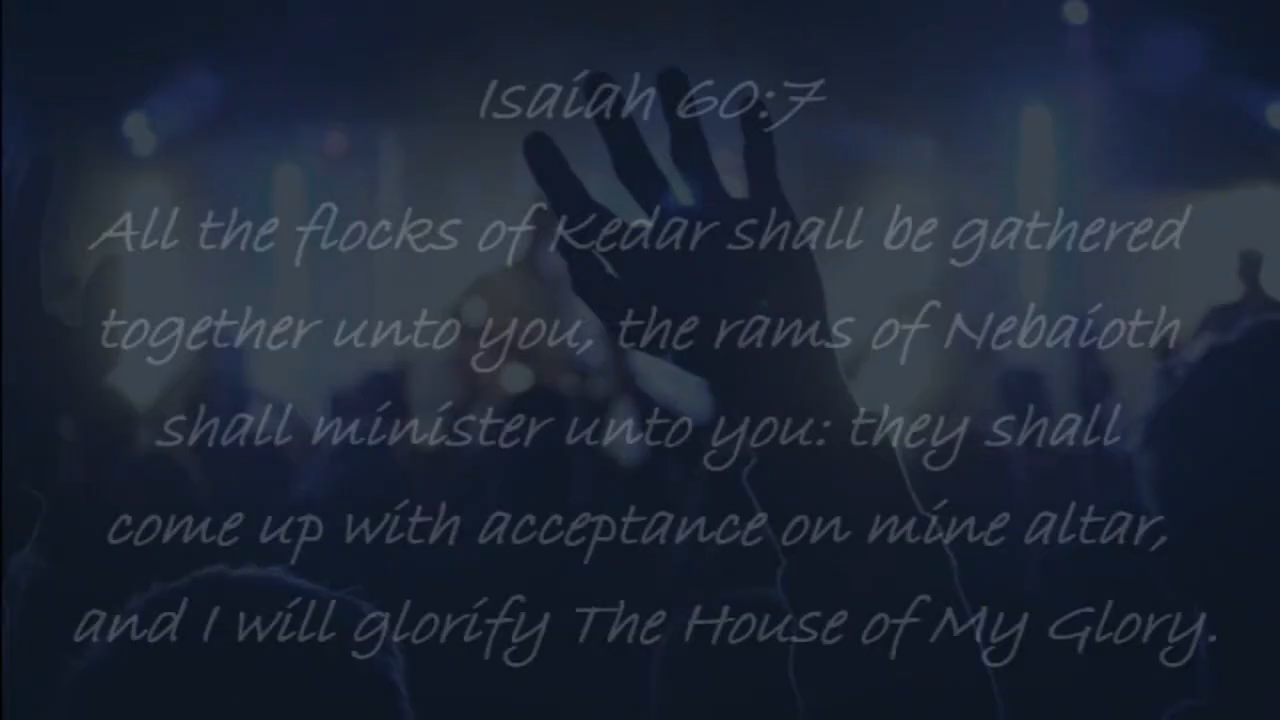 Isaiah 60:7
All the flocks of Kedar shall be gathered
together unto you, the rams of Nebaioth
shall minister unto you: they shall
come up with acceptance on mine altar,
and I will glorify The House of My Glory.